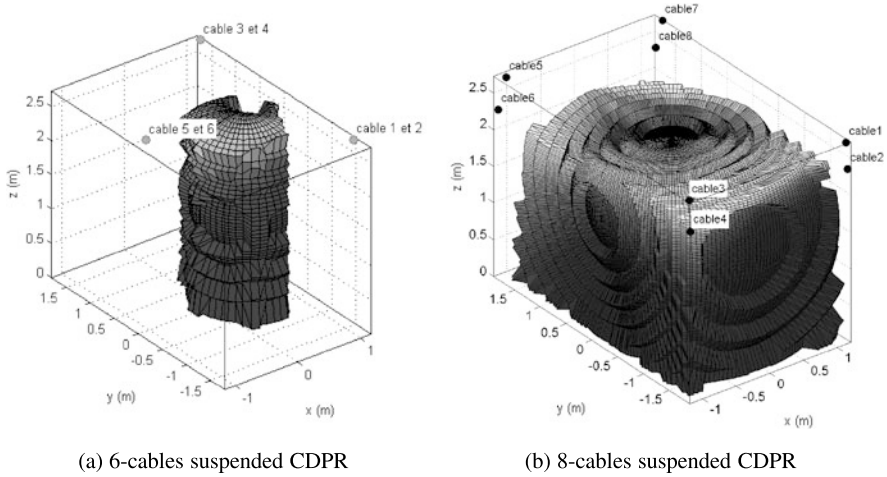 cable 3 et 4
cable 5 et 6
cable 1 et 2
2.5
2
1.5
1
0.5
0
z (m)
1.5
1
0.5
0
-0.5
-1
-1.5
y (m)
-1
0
1
x (m)
(a) 6-cables suspended CDPR
cable7
cable8
cable5
cable6
cable1
cable2
cable3
cable4
2.5
2
1.5
1
0.5
0
z (m)
1.5
1
0.5
0
-0.5
-1
-1.5
y (m)
-1
0
0.5
1
x (m)
(b) 8-cables suspended CDPR